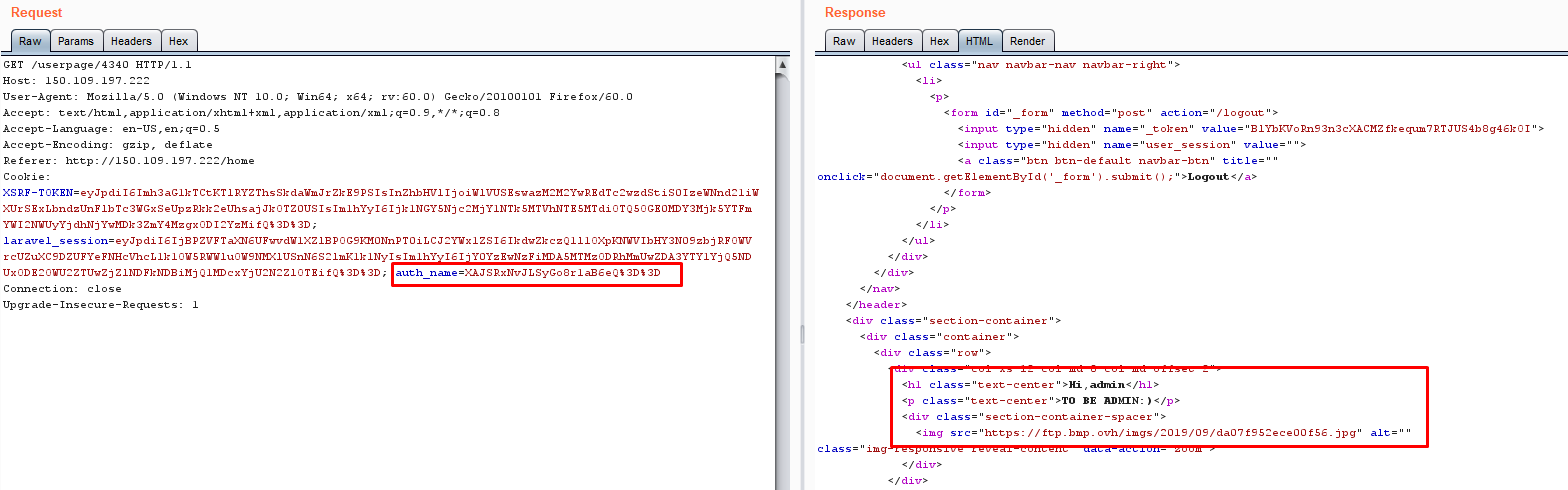 Request
Raw Params Headers Hex
GET /userpage/4340 HTTP/1.1
Host: 150.109.197.222
User-Agent: Mozilla/5.0 (Windows NT 10.0; Win64; x64; rv:60.0) Gecko/20100101 Firefox/60.0
Accept: text/html,application/xhtml+xml,application/xml;q=0.9,*/*;q=0.8
Accept-Language: en-US,en;q=0.5
Accept-Encoding: gzip, deflate
Referer: http://150.109.197.222/home
Cookie:
auth_name=XAJSRxNvJLSyGo8rlaB6eQ%3D%3D
Connection: close
Upgrade-Insecure-Requests: 1
Response
Raw Headers Hex HTML Render
<ul class="nav navbar-nav navbar-right">
<li>
<p>
<form id="_form" method="post" action="/logout">
<input type="hidden" name="_token" value="BlYbKVoRn93n3cXACMZfkequm7RTJUS4b8g46k0I">
<input type="hidden" name="user_session" value="">
<a class="btn btn-default navbar-btn" title=""
onclick="document.getElementById('_form').submit();">Logout</a>
</form>
</p>
</li>
</ul>
</div>
</div>
</nav>
</header>
<div class="section-container">
<div class="container">
<div class="row">
<div class="col-xs-12 col-md-8 col-md-offset-2">
<h1 class="text-center">Hi,admin</h1>
<p class="text-center">TO BE ADMIN:)</p>
<div class="section-container-spacer">
<img src="https://ftp.bmp.ovh/imgs/2019/09/da07f952ece00f56.jpg" alt=""
class="img-responsive reveal-content" data-action="zoom">
</div>
</div>